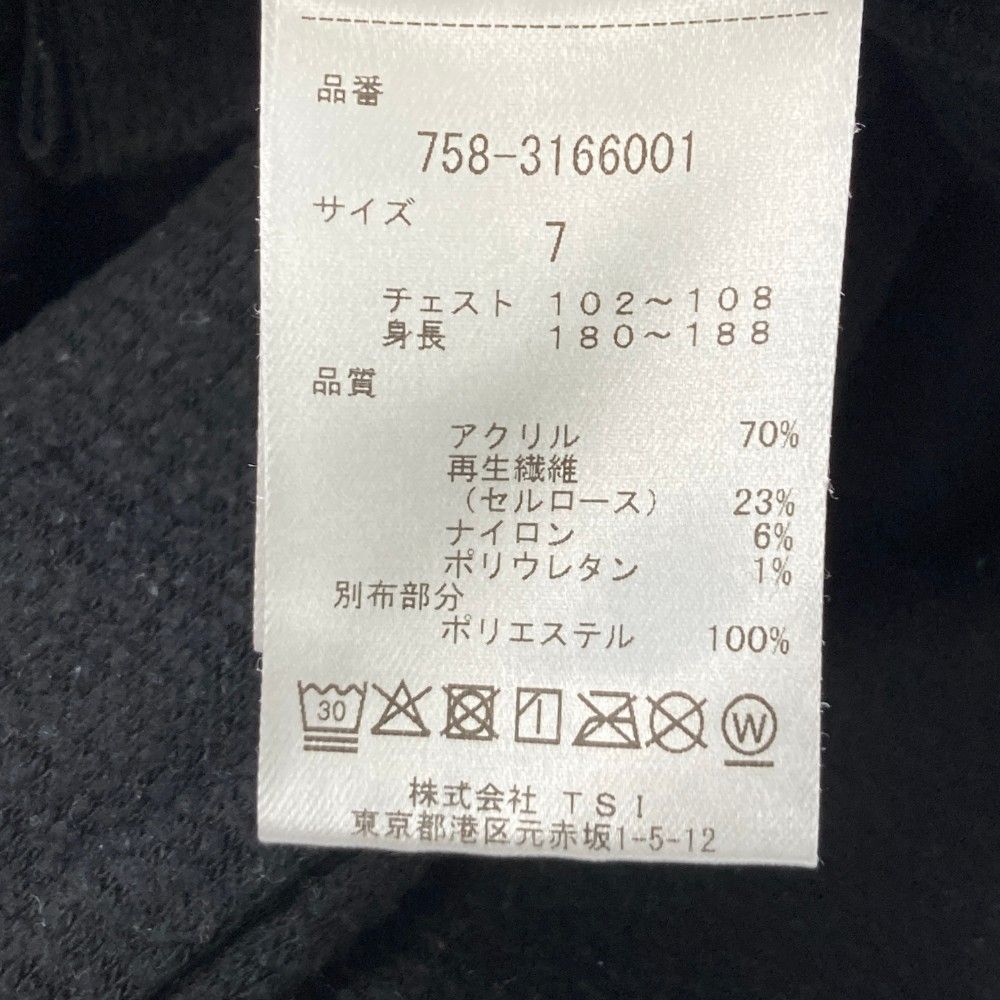 品番
758-3166001
サイズ
7
チェスト 102～108
身長 180～188
品質
アクリル 70%
再生繊維
（セルロース） 23%
ナイロン 6%
ポリウレタン 1%
別布部分
ポリエステル 100%
30 W
株式会社 TSI
東京都港区元赤坂1-5-12